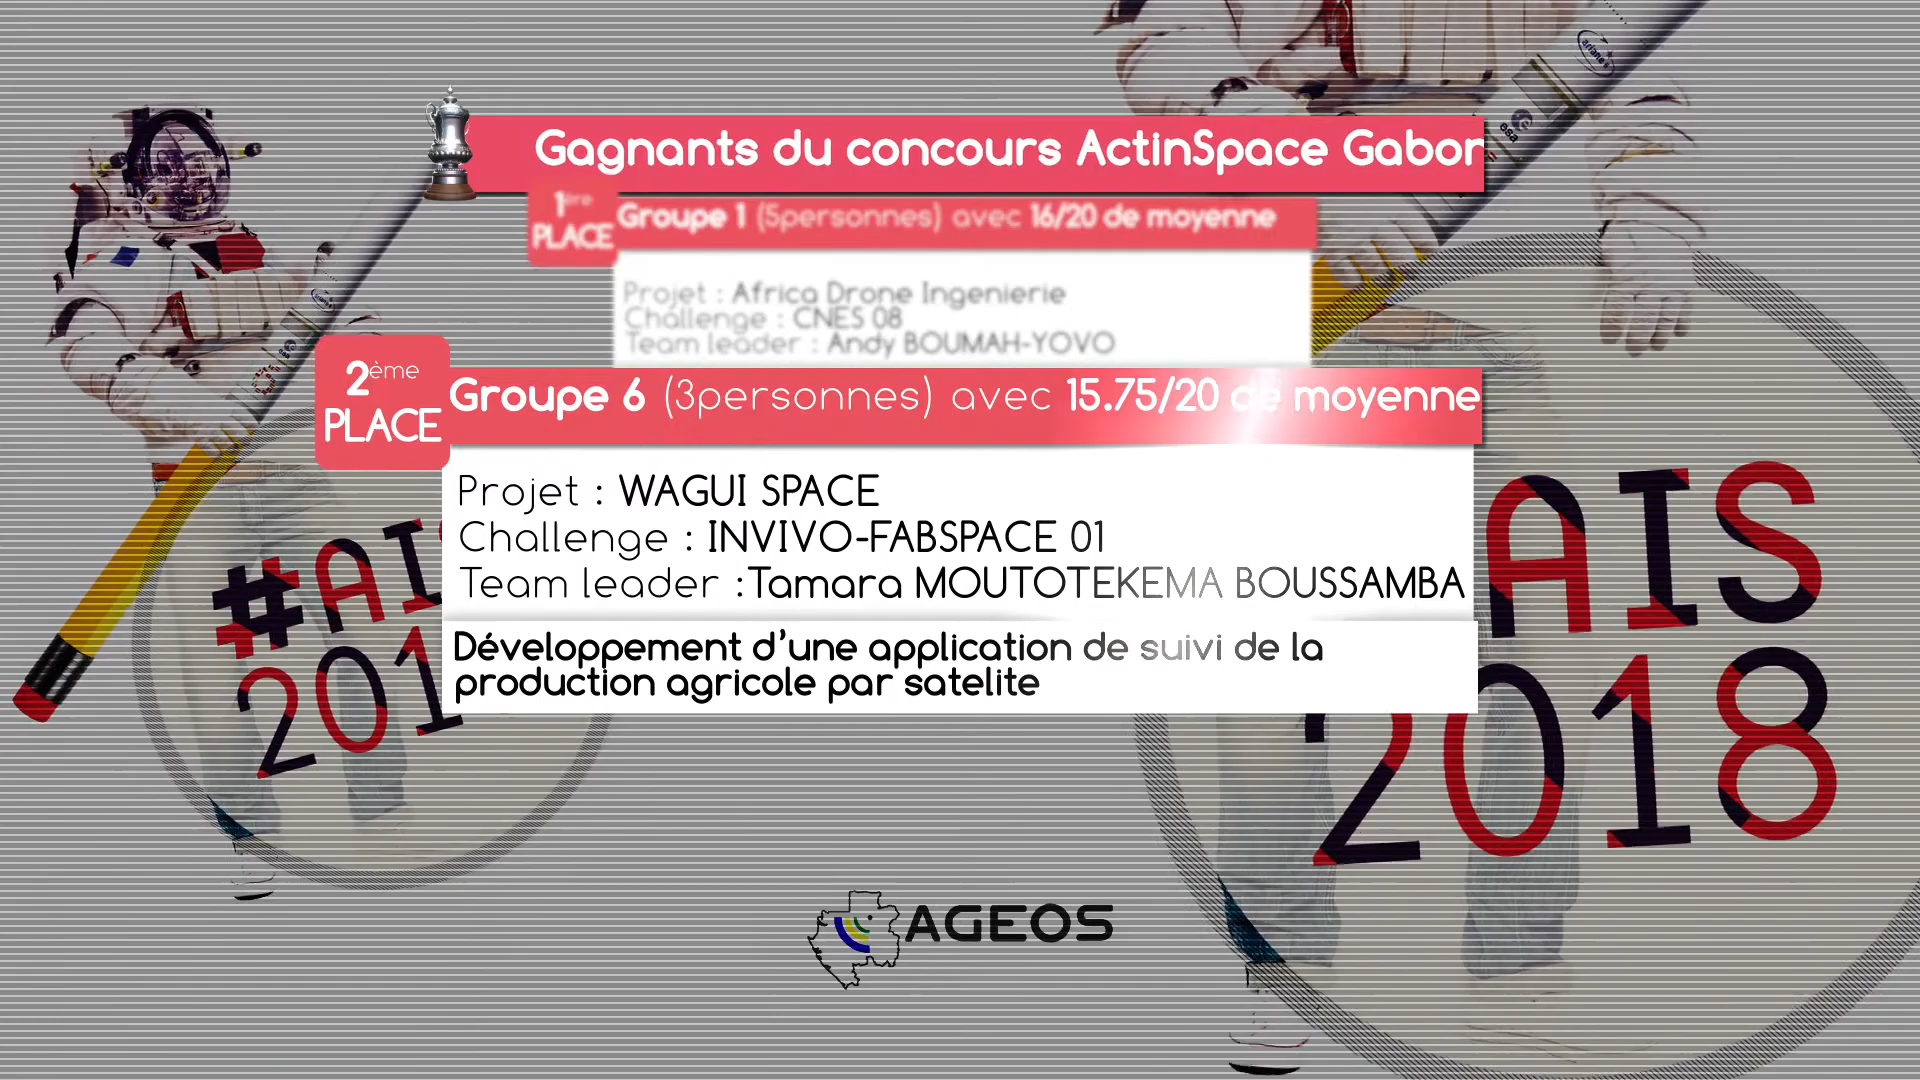 Gagnants du concours ActinSpace Gabon
1ère
PLACE
Groupe 1 (5personnes) avec 16/20 de moyenne
Projet : Africa Drone Ingenierie
Challenge : CNES 08
Team leader : Andy BOUMAH-YOVO
2ème
PLACE
Groupe 6 (3personnes) avec 15.75/20 de moyenne
Projet : WAGUI SPACE
Challenge : INVIVO-FABSPACE 01
Team leader :Tamara MOUTOTEKEMA BOUSSAMBA
Développement d’une application de suivi de la
production agricole par satelite
#AIS
201
AIS
2018
esa
AGEOS